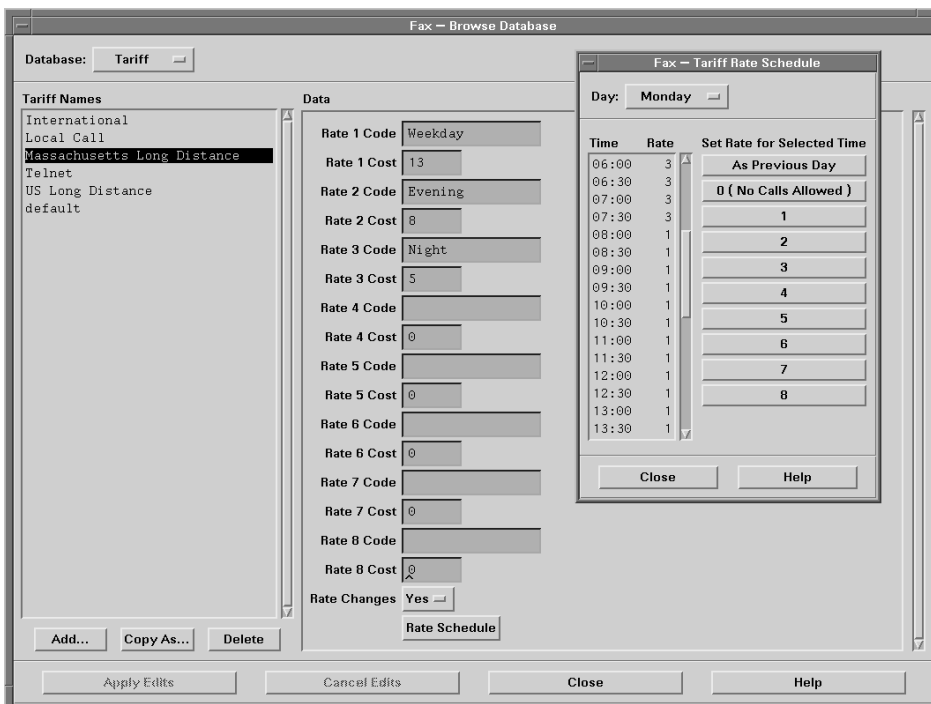 Fax — Browse Database
Database: Tariff
Tariff Names
International
Local Call
Massachusetts Long Distance
Telnet
US Long Distance
default
Add... Copy As... Delete
Data
Rate 1 Code Weekday
Rate 1 Cost 13
Rate 2 Code Evening
Rate 2 Cost 8
Rate 3 Code Night
Rate 3 Cost 5
Rate 4 Code
Rate 4 Cost 0
Rate 5 Code
Rate 5 Cost 0
Rate 6 Code
Rate 6 Cost 0
Rate 7 Code
Rate 7 Cost 0
Rate 8 Code
Rate 8 Cost 0
Rate Changes Yes
Rate Schedule
Fax — Tariff Rate Schedule
Day: Monday
Time Rate
06:00 3
06:30 3
07:00 3
07:30 3
08:00 1
08:30 1
09:00 1
09:30 1
10:00 1
10:30 1
11:00 1
11:30 1
12:00 1
12:30 1
13:00 1
13:30 1
Set Rate for Selected Time
As Previous Day
0 ( No Calls Allowed )
1
2
3
4
5
6
7
8
Close Help
Apply Edits Cancel Edits Close Help